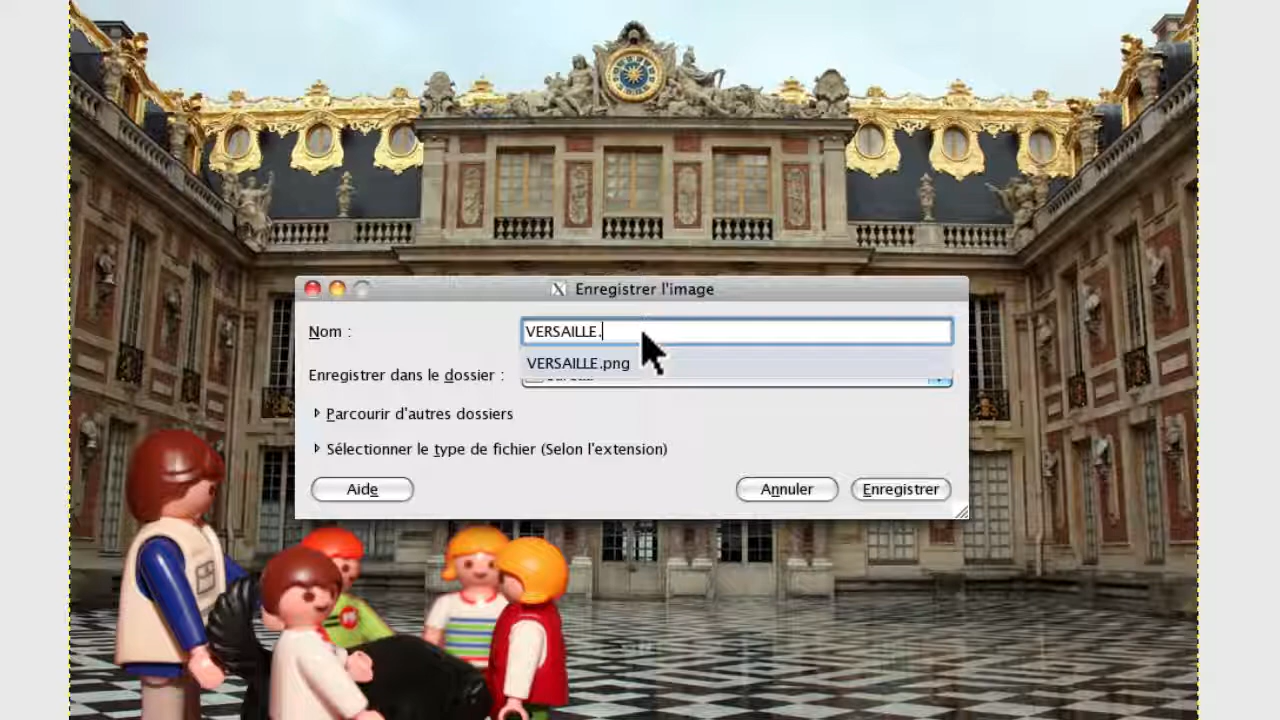 Enregistrer l'image
Nom : VERSAILLE.
VERSAILLE.png
Enregistrer dans le dossier :
Parcourir d'autres dossiers
Sélectionner le type de fichier (Selon l'extension)
Aide Annuler Enregistrer